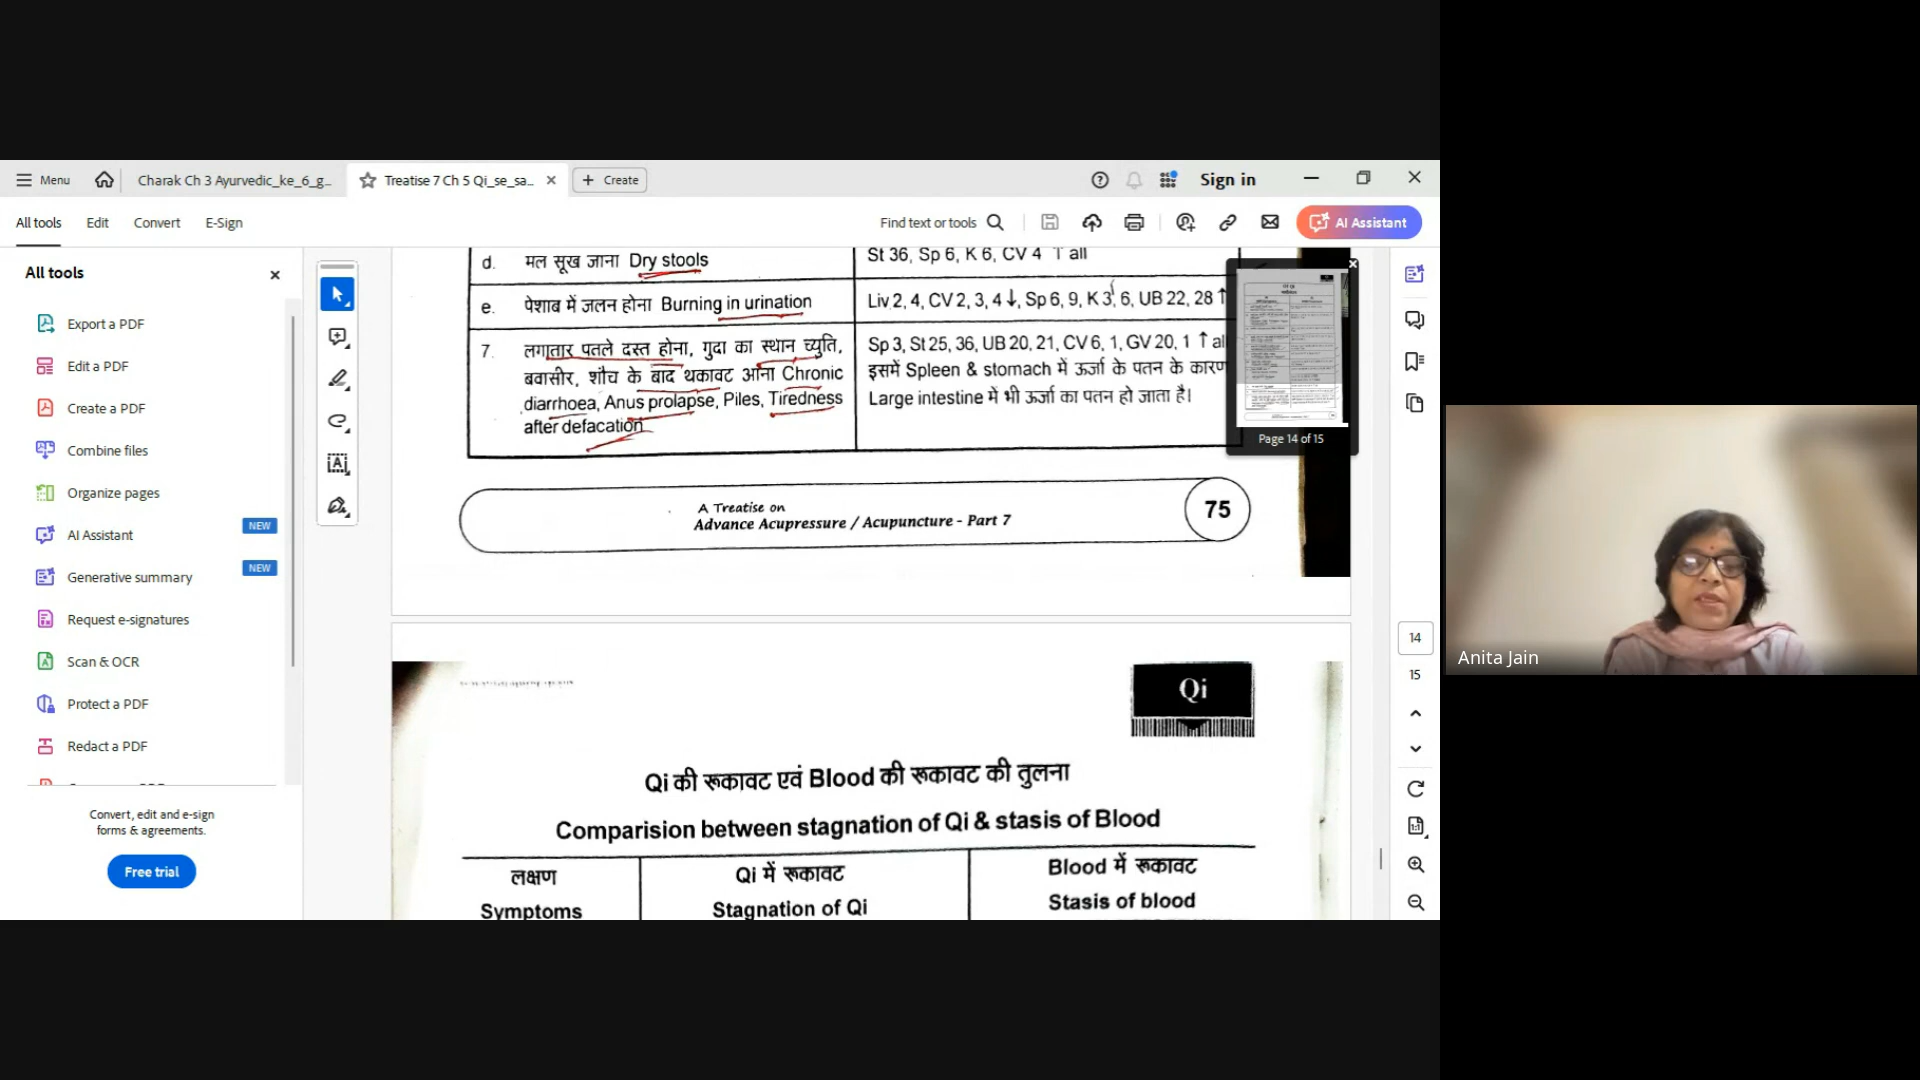 Menu
Charak Ch 3 Ayurvedic_ke_6_g...
Treatise 7 Ch 5 Qi_se_sa...
Create
Sign in
All tools
Edit
Convert
E-Sign
Find text or tools
AI Assistant
All tools
Export a PDF
Edit a PDF
Create a PDF
Combine files
Organize pages
AI Assistant
NEW
Generative summary
NEW
Request e-signatures
Scan & OCR
Protect a PDF
Redact a PDF
Convert, edit and e-sign
forms & agreements.
Free trial
d. मल सूख जाना Dry stools
St 36, Sp 6, K 6, CV 4 ↑ all
e. पेशाब में जलन होना Burning in urination
Liv 2, 4, CV 2, 3, 4 ↓, Sp 6, 9, K 3, 6, UB 22, 28 ↑
7. लगातार पतले दस्त होना, गुदा का स्थान च्युति,
बवासीर, शौच के बाद थकावट आना Chronic
diarrhoea, Anus prolapse, Piles, Tiredness
after defacation
Sp 3, St 25, 36, UB 20, 21, CV 6, 1, GV 20, 1 ↑ al
इसमें Spleen & stomach में ऊर्जा के पतन के कारण
Large intestine में भी ऊर्जा का पतन हो जाता है।
Page 14 of 15
A Treatise on
Advance Acupressure / Acupuncture - Part 7
75
Qi
Qi की रूकावट एवं Blood की रूकावट की तुलना
Comparision between stagnation of Qi & stasis of Blood
लक्षण
Symptoms
Qi में रूकावट
Stagnation of Qi
Blood में रूकावट
Stasis of blood
14
15
Anita Jain